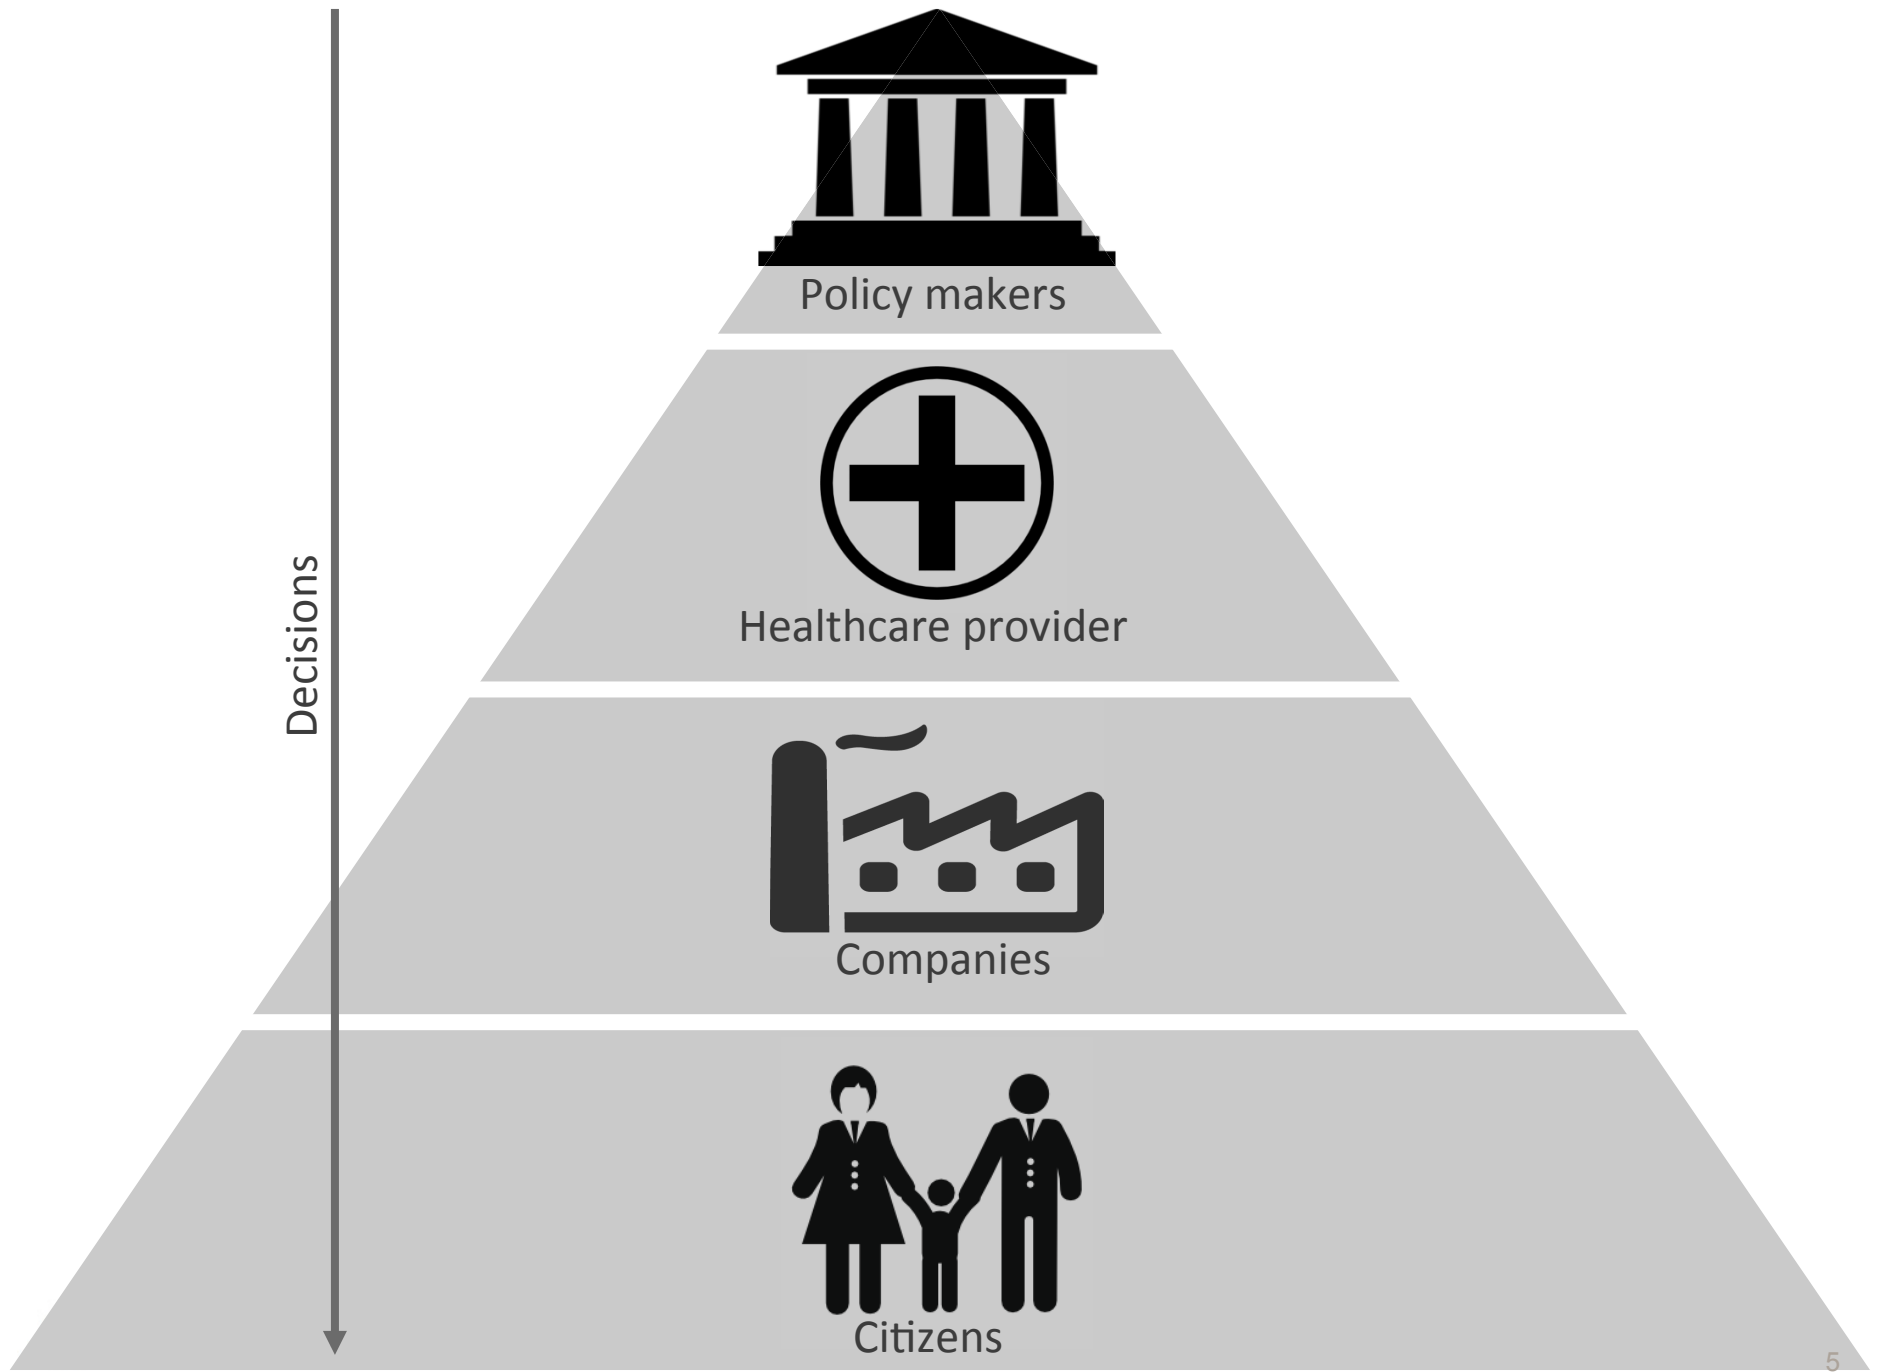 Policy makers
Healthcare provider
Decisions
Companies
Citizens
5